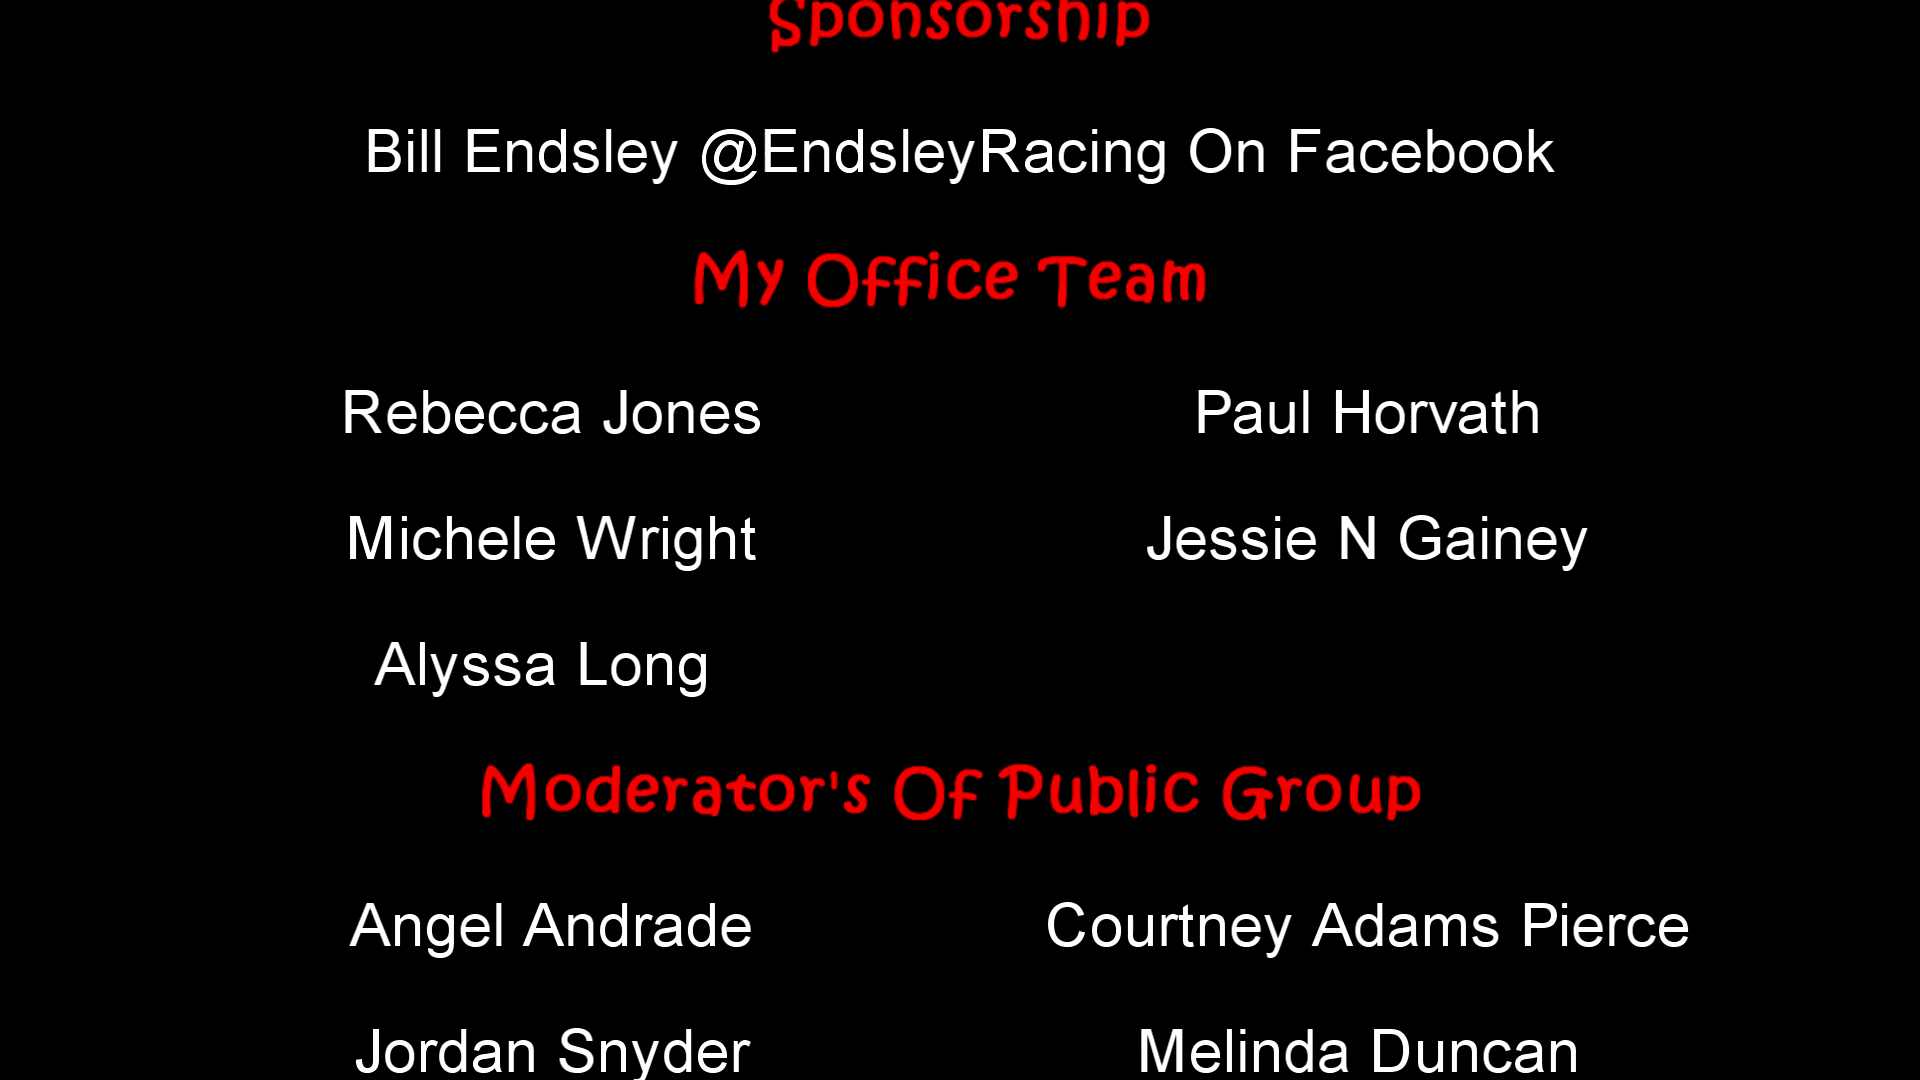 Sponsorship
Bill Endsley @EndsleyRacing On Facebook
My Office Team
Rebecca Jones Paul Horvath
Michele Wright Jessie N Gainey
Alyssa Long
Moderator's Of Public Group
Angel Andrade Courtney Adams Pierce
Jordan Snyder Melinda Duncan